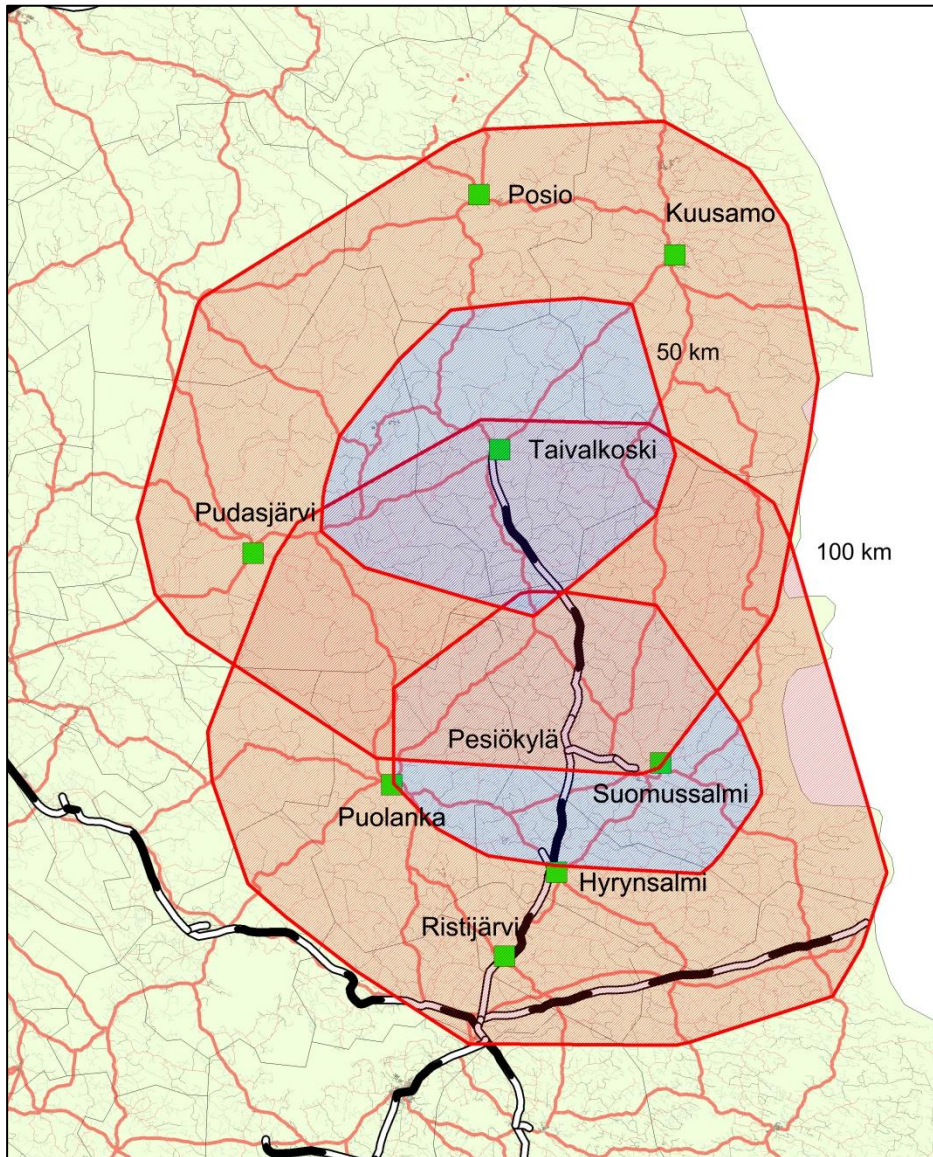 Posio
Kuusamo
50 km
Taivalkoski
Pudasjärvi
100 km
Pesiökylä
Suomussalmi
Puolanka
Hyrynsalmi
Ristijärvi